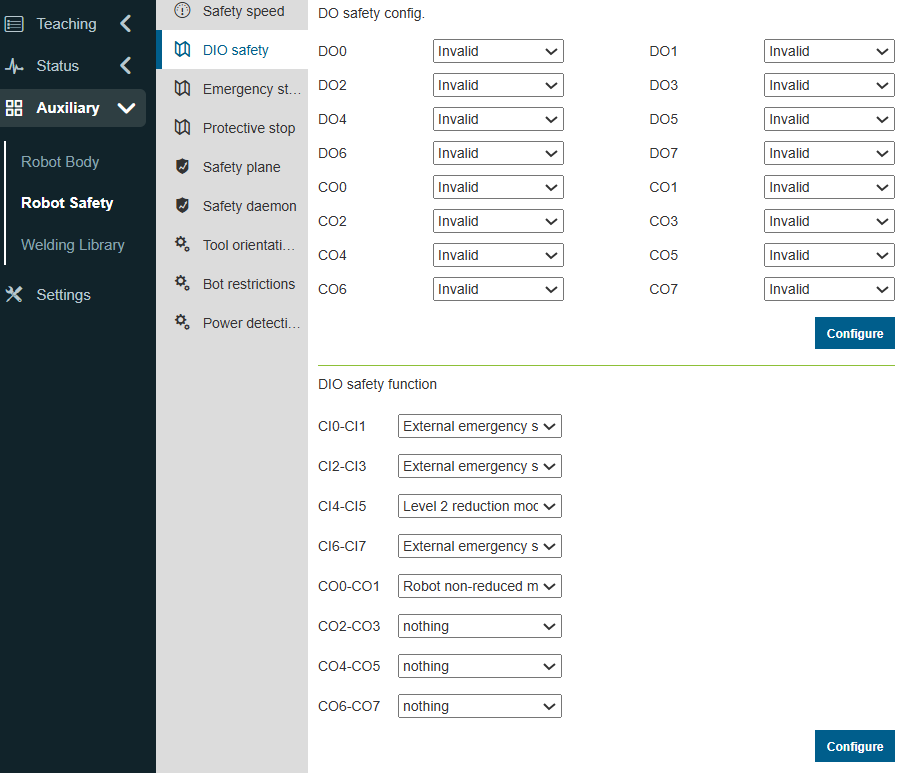 Teaching
Status
Auxiliary
Robot Body
Robot Safety
Welding Library
Settings
Safety speed
DIO safety
Emergency st...
Protective stop
Safety plane
Safety daemon
Tool orientati...
Bot restrictions
Power detecti...
DO safety config.
DO0 Invalid DO1 Invalid
DO2 Invalid DO3 Invalid
DO4 Invalid DO5 Invalid
DO6 Invalid DO7 Invalid
CO0 Invalid CO1 Invalid
CO2 Invalid CO3 Invalid
CO4 Invalid CO5 Invalid
CO6 Invalid CO7 Invalid
Configure
DIO safety function
CI0-CI1 External emergency s
CI2-CI3 External emergency s
CI4-CI5 Level 2 reduction moc
CI6-CI7 External emergency s
CO0-CO1 Robot non-reduced m
CO2-CO3 nothing
CO4-CO5 nothing
CO6-CO7 nothing
Configure